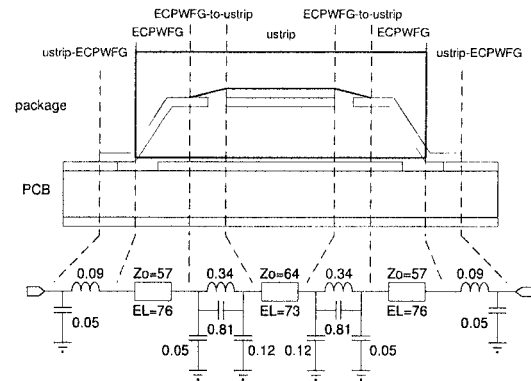 ECPWFG-to-ustrip ECPWFG-to-ustrip
ECPWFG ustrip ECPWFG
ustrip-ECPWFG ustrip-ECPWFG
package
PCB
0.09 Zo=57 0.34 Zo=64 0.34 Zo=57 0.09
EL=76 EL=73 EL=76
0.81 0.81
0.05 0.05 0.12 0.12 0.05 0.05